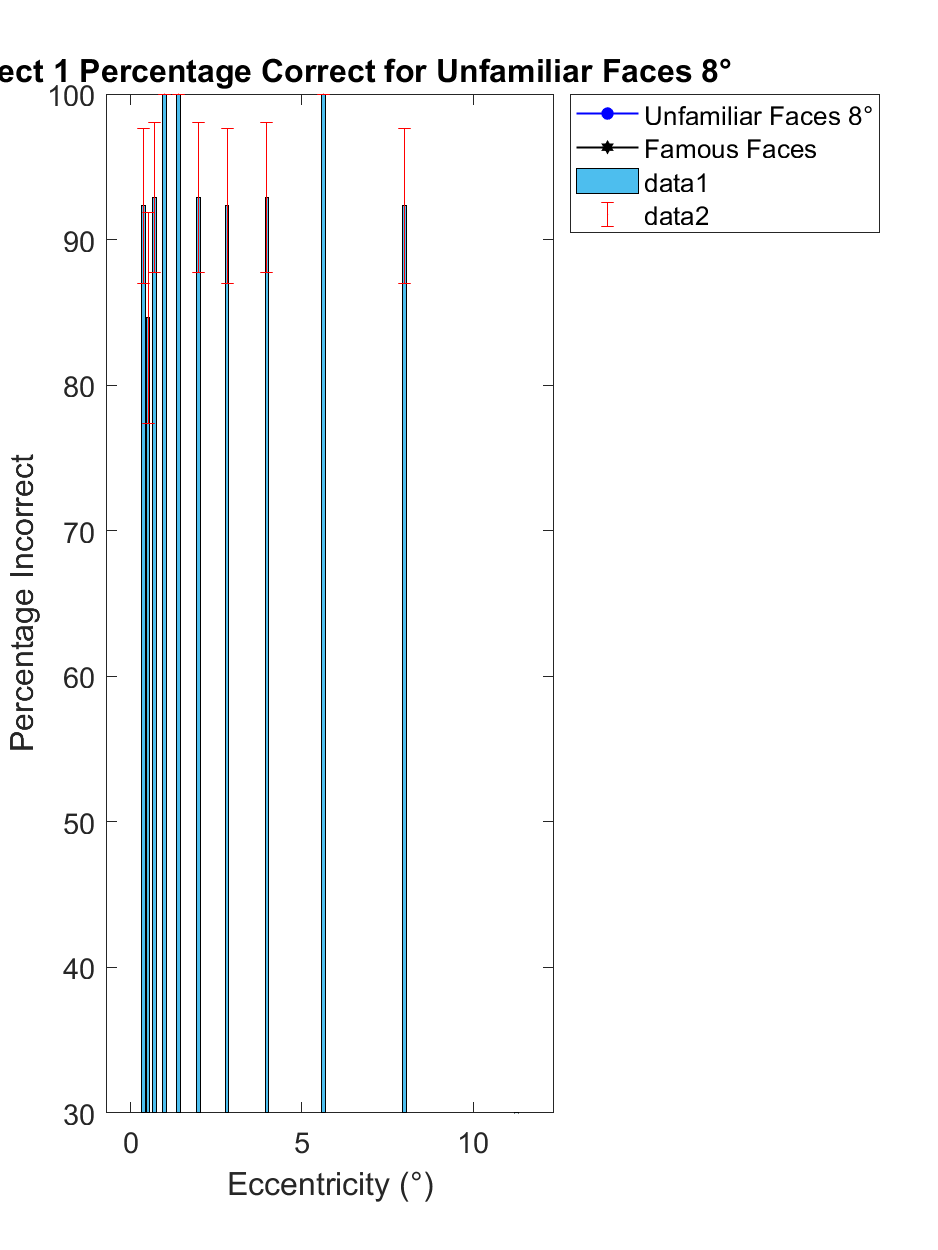 ect 1 Percentage Correct for Unfamiliar Faces 8°
100
90
80
70
60
50
40
30
Percentage Incorrect
0 5 10
Eccentricity (°)
Unfamiliar Faces 8°
Famous Faces
data1
data2